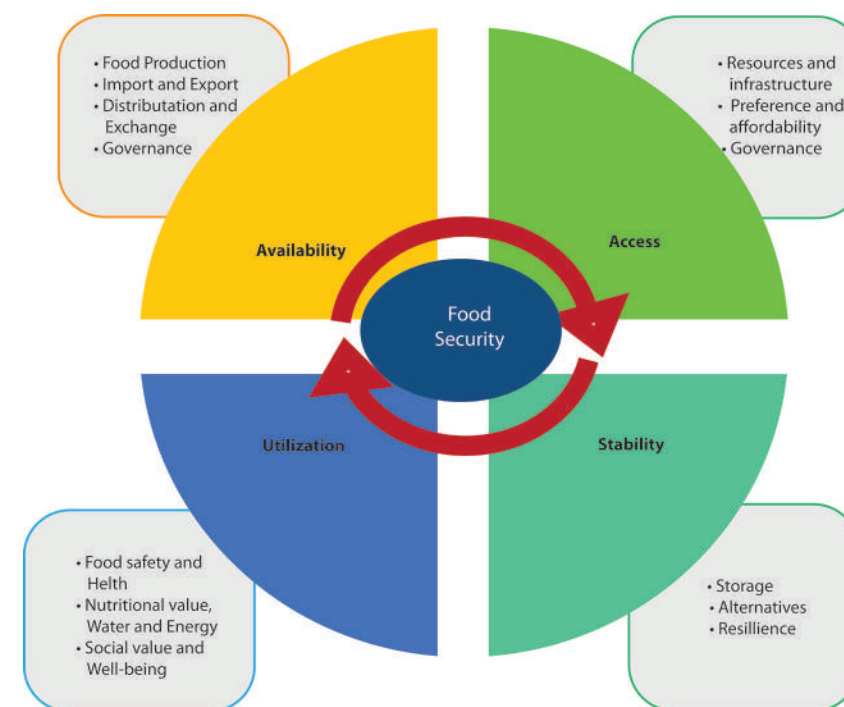 • Food Production
• Import and Export
• Distributation and
Exchange
• Governance
• Resources and
infrastructure
• Preference and
affordability
• Governance
Availability
Access
Food
Security
Utilization
Stability
• Food safety and
Helth
• Nutritional value,
Water and Energy
• Social value and
Well-being
• Storage
• Alternatives
• Resillience